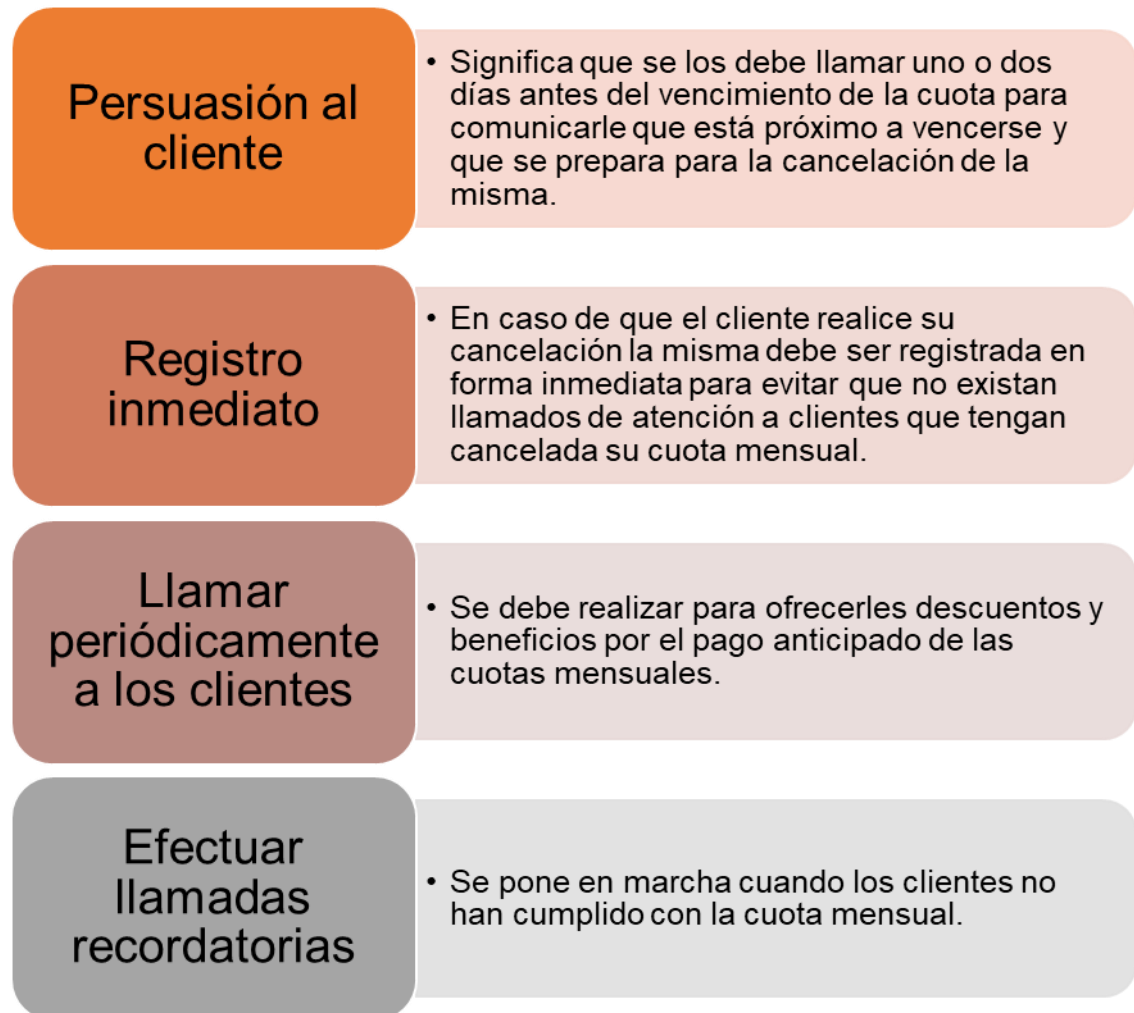 Persuasión al
cliente
• Significa que se los debe llamar uno o dos
días antes del vencimiento de la cuota para
comunicarle que está próximo a vencerse y
que se prepara para la cancelación de la
misma.
Registro
inmediato
• En caso de que el cliente realice su
cancelación la misma debe ser registrada en
forma inmediata para evitar que no existan
llamados de atención a clientes que tengan
cancelada su cuota mensual.
Llamar
periódicamente
a los clientes
• Se debe realizar para ofrecerles descuentos y
beneficios por el pago anticipado de las
cuotas mensuales.
Efectuar
llamadas
recordatorias
• Se pone en marcha cuando los clientes no
han cumplido con la cuota mensual.